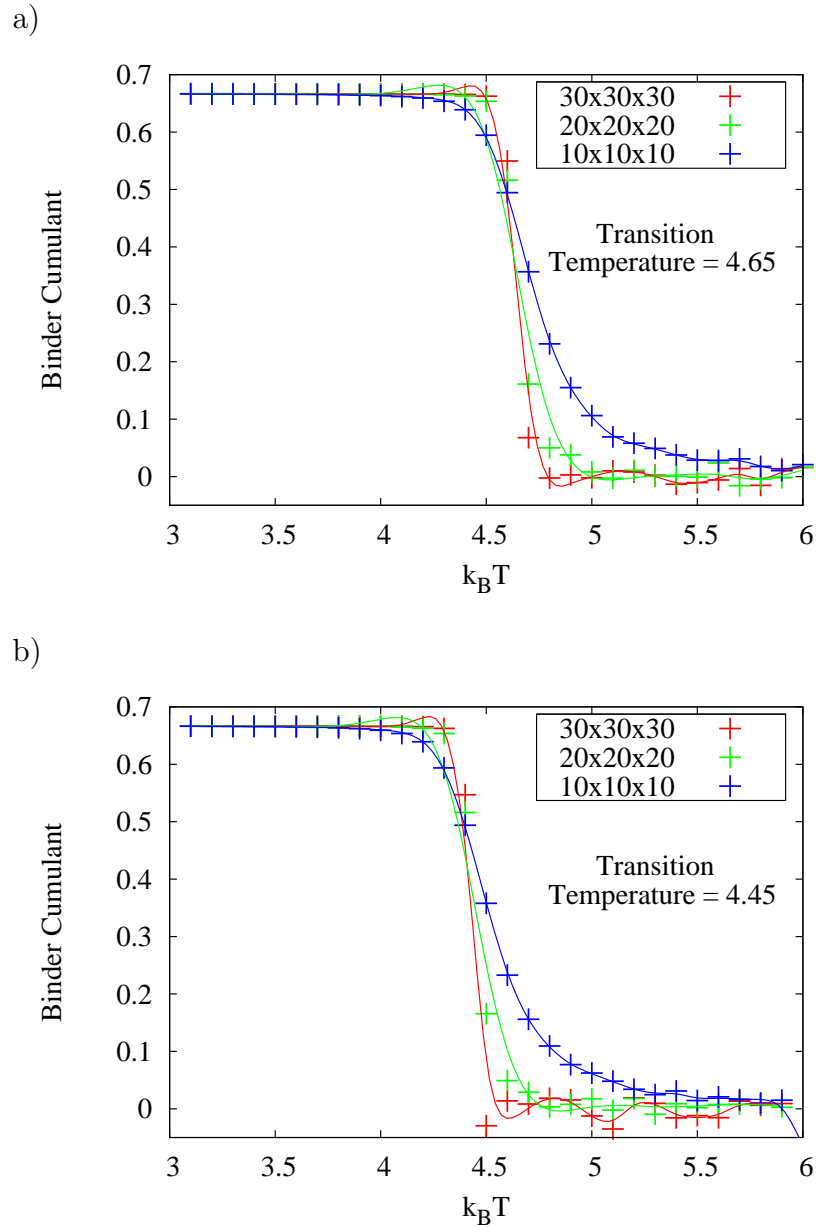 a)
0.7
0.6
0.5
0.4
0.3
0.2
0.1
0
Binder Cumulant
30x30x30
20x20x20
10x10x10
Transition
Temperature = 4.65
3 3.5 4 4.5 5 5.5 6
k_BT
b)
0.7
0.6
0.5
0.4
0.3
0.2
0.1
0
Binder Cumulant
30x30x30
20x20x20
10x10x10
Transition
Temperature = 4.45
3 3.5 4 4.5 5 5.5 6
k_BT